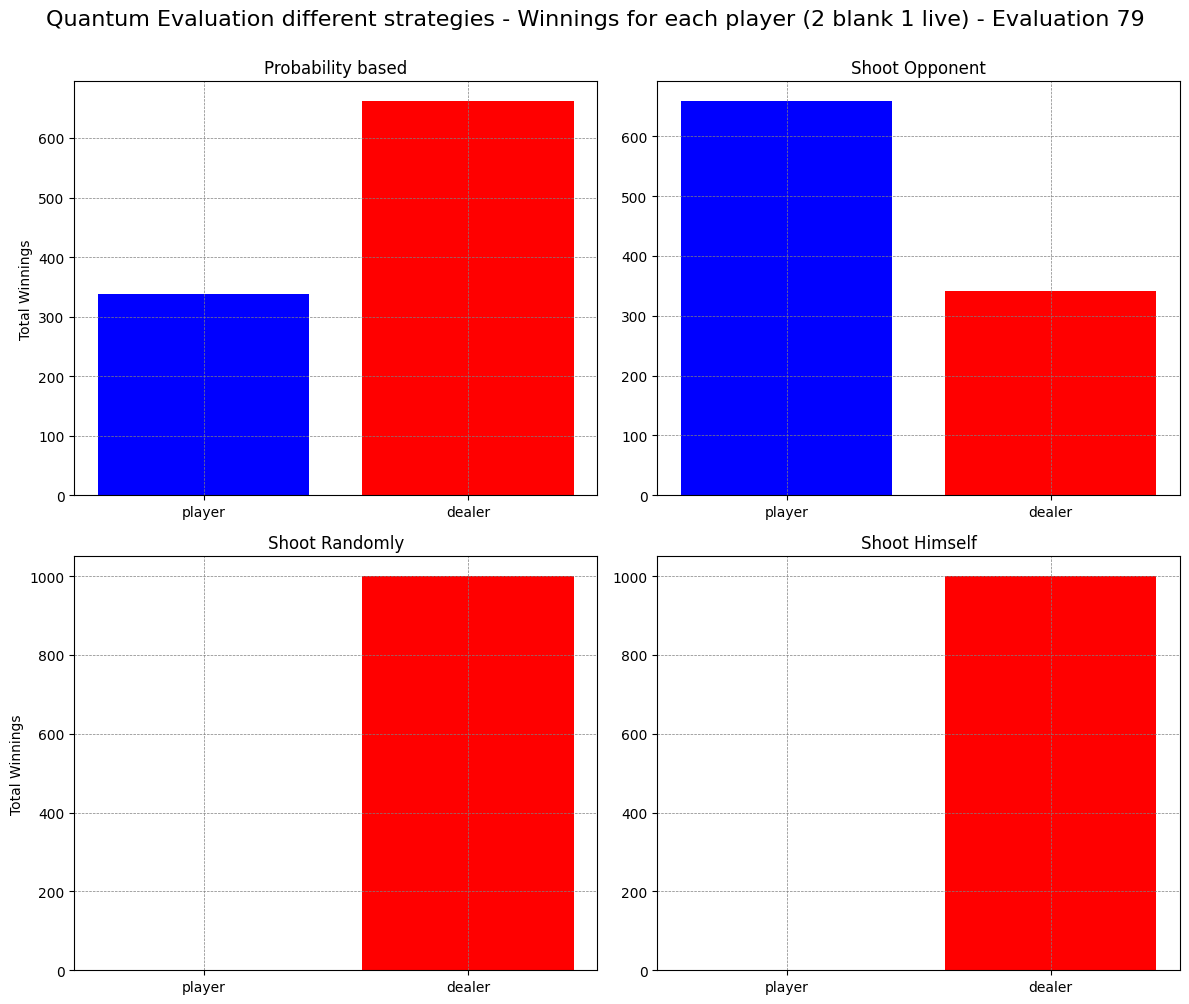 Quantum Evaluation different strategies - Winnings for each player (2 blank 1 live) - Evaluation 79
Probability based
Total Winnings
600
500
400
300
200
100
0
player
dealer
Shoot Opponent
600
500
400
300
200
100
0
player
dealer
Shoot Randomly
Total Winnings
1000
800
600
400
200
0
player
dealer
Shoot Himself
1000
800
600
400
200
0
player
dealer